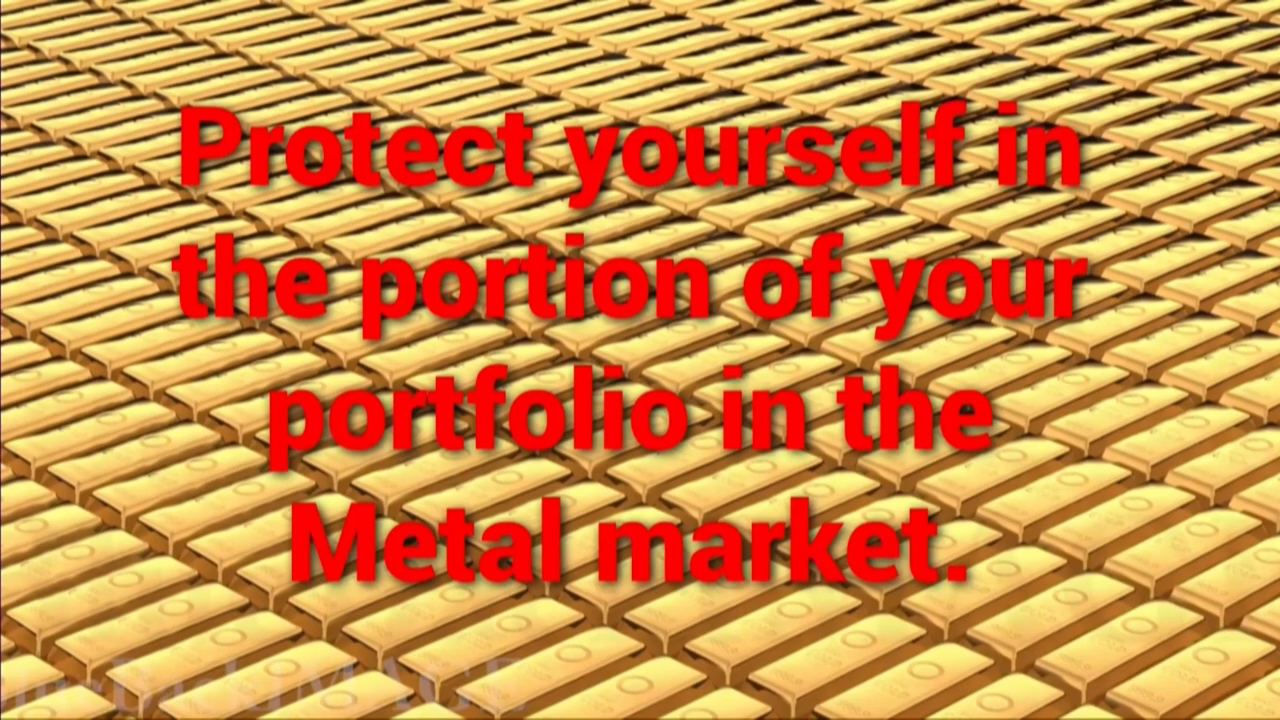 Protect yourself in
the portion of your
portfolio in the
Metal market.